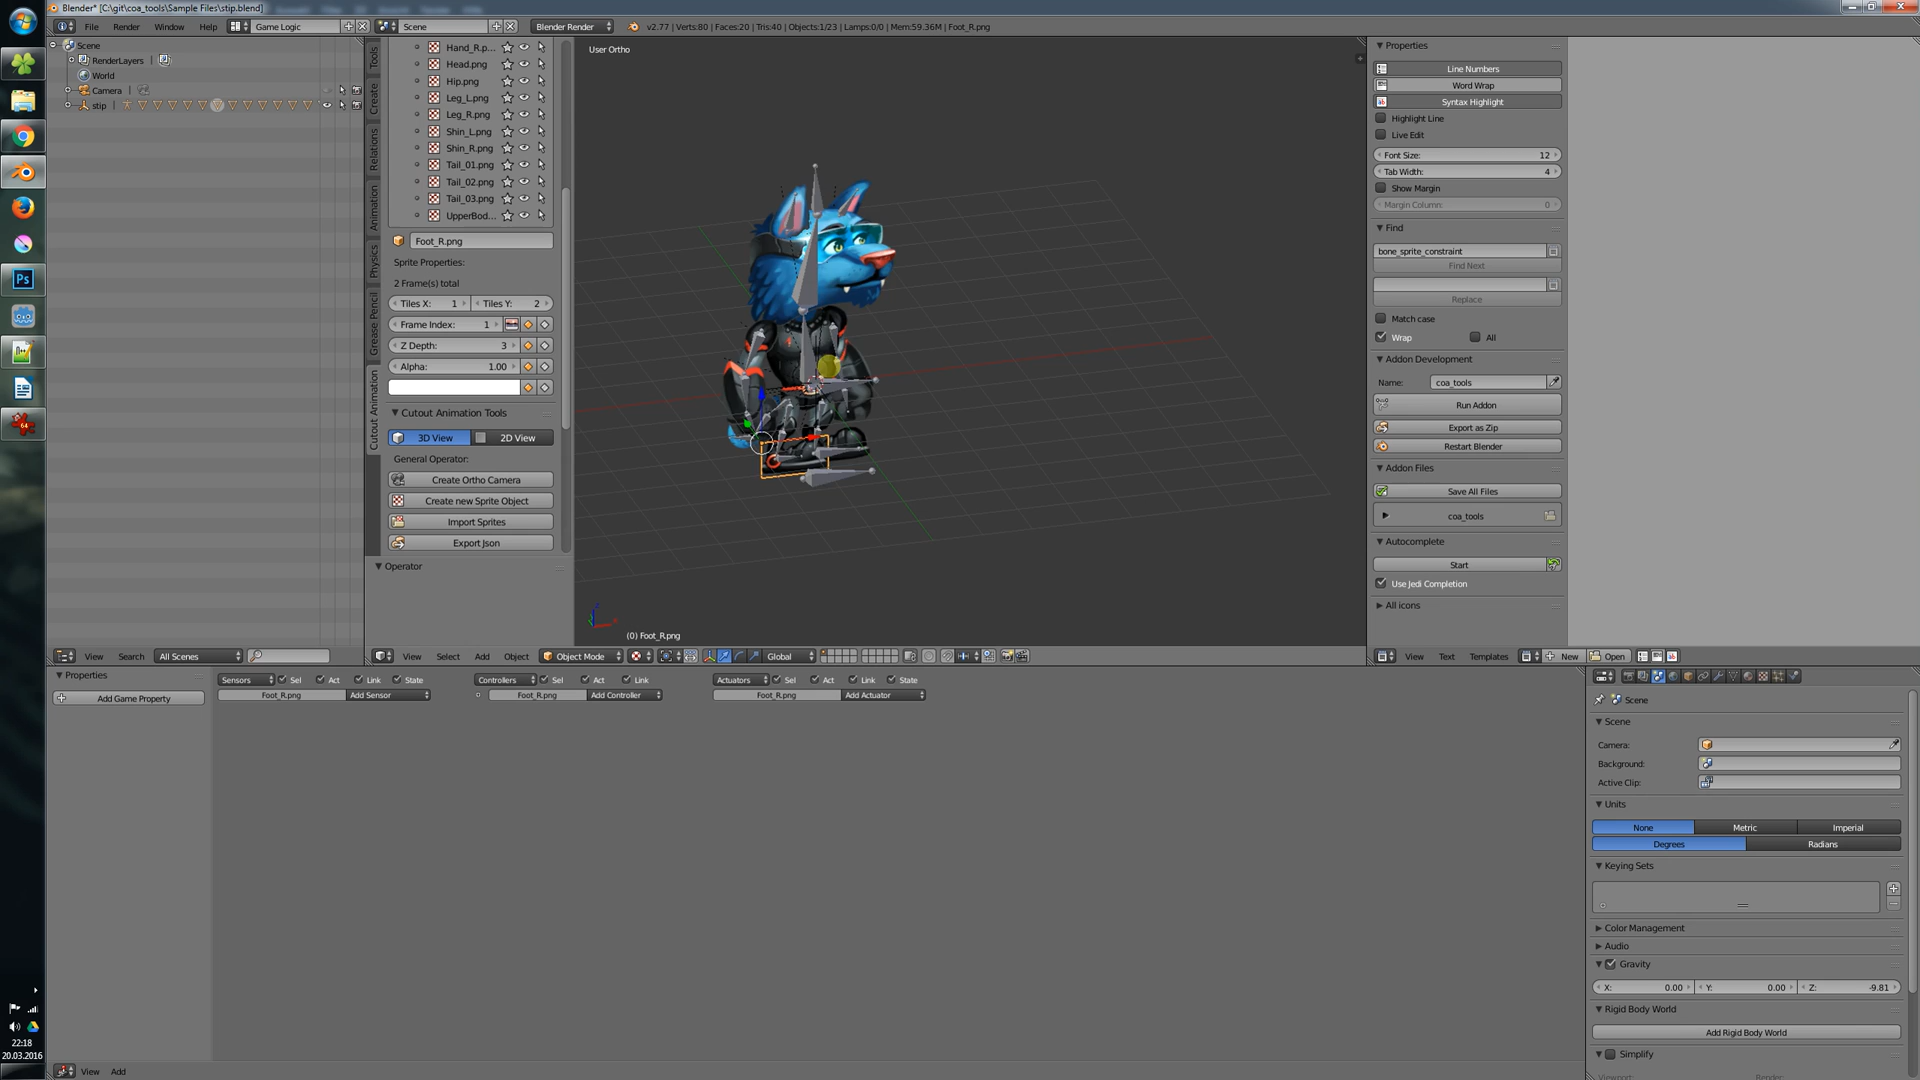 Blender* [C:\git\coa_tools\Sample Files\stip.blend]
File Render Window Help Game Logic Scene Blender Render v2.77 | Verts:80 | Faces:20 | Tris:40 | Objects:1/23 | Lamps:0/0 | Mem:59.36M | Foot_R.png
Scene
RenderLayers |
World
Camera |
stip |
Tools
Create
Relations
Animation
Physics
Grease Pencil
Cutout Animation
Hand_R.p...
Head.png
Hip.png
Leg_L.png
Leg_R.png
Shin_L.png
Shin_R.png
Tail_01.png
Tail_02.png
Tail_03.png
UpperBod...
Foot_R.png
Sprite Properties:
2 Frame(s) total
Tiles X: 1 Tiles Y: 2
Frame Index: 1
Z Depth: 3
Alpha: 1.00
Cutout Animation Tools
3D View 2D View
General Operator:
Create Ortho Camera
Create new Sprite Object
Import Sprites
Export Json
Operator
User Ortho
(0) Foot_R.png
Properties
Line Numbers
Word Wrap
Syntax Highlight
Highlight Line
Live Edit
Font Size: 12
Tab Width: 4
Show Margin
Margin Column: 0
Find
bone_sprite_constraint
Find Next
Replace
Match case
Wrap All
Addon Development
Name: coa_tools
Run Addon
Export as Zip
Restart Blender
Addon Files
Save All Files
coa_tools
Autocomplete
Start
Use Jedi Completion
All icons
View Search All Scenes
View Select Add Object Object Mode Global
View Text Templates New Open
Properties
Add Game Property
Sensors Sel Act Link State
Foot_R.png Add Sensor
Controllers Sel Act Link
Foot_R.png Add Controller
Actuators Sel Act Link State
Foot_R.png Add Actuator
Scene
Scene
Camera:
Background:
Active Clip:
Units
None Metric Imperial
Degrees Radians
Keying Sets
Color Management
Audio
Gravity
X: 0.00 Y: 0.00 Z: -9.81
Rigid Body World
Add Rigid Body World
Simplify
View Add
Ps
64
22:18
20.03.2016